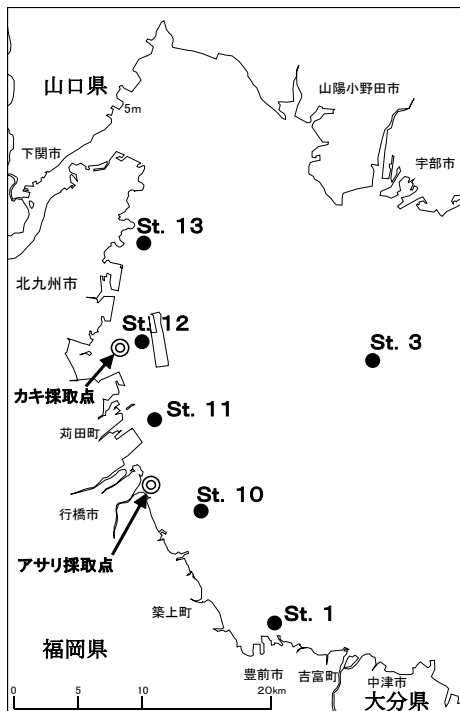 山口県
山陽小野田市
5m
下関市
宇部市
St. 13
北九州市
St. 12
St. 3
カキ採取点
St. 11
苅田町
St. 10
行橋市
アサリ採取点
St. 1
築上町
福岡県
豊前市
吉富町
中津市
大分県
0 5 10 20km